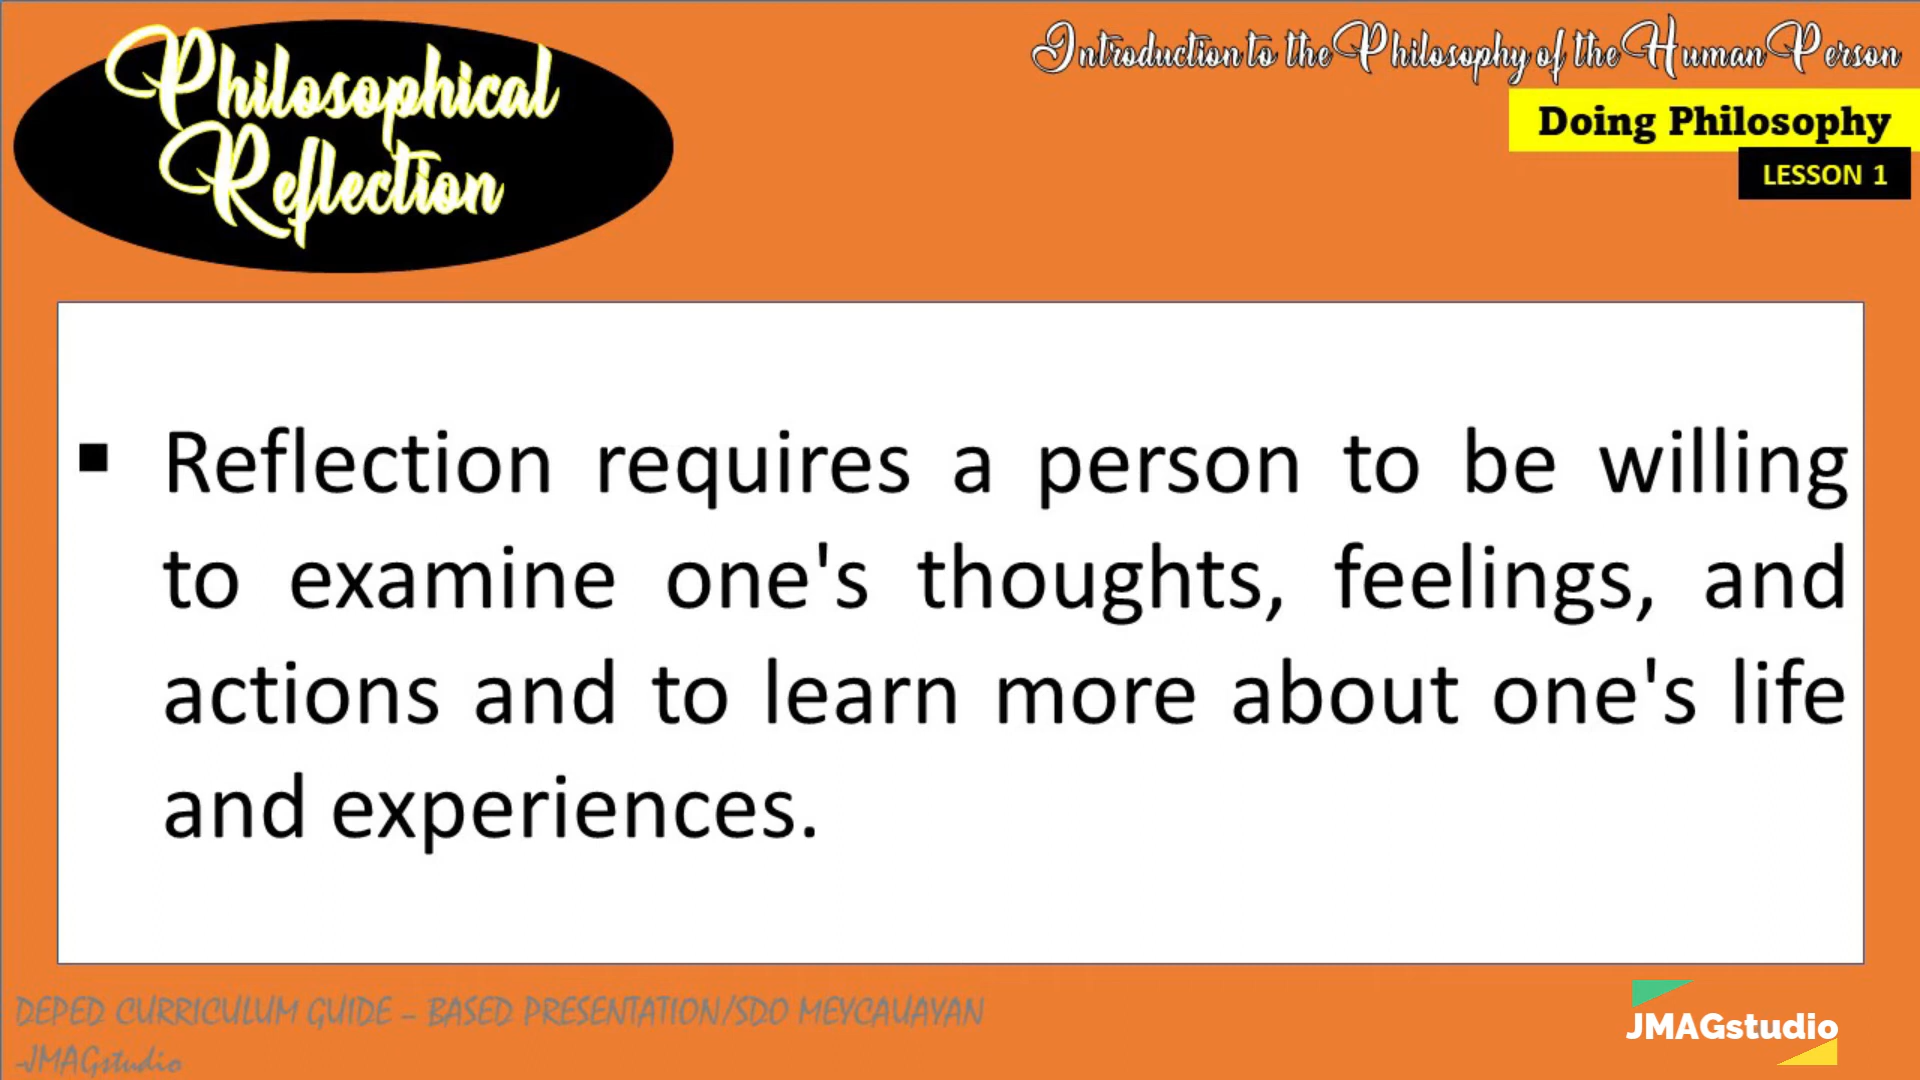 Philosophical
Reflection
Introduction to the Philosophy of the Human Person
Doing Philosophy
LESSON 1
▪ Reflection requires a person to be willing
to examine one's thoughts, feelings, and
actions and to learn more about one's life
and experiences.
DEPED CURRICULUM GUIDE – BASED PRESENTATION/SDO MEYCAUAYAN
-JMAGstudio
JMAGstudio